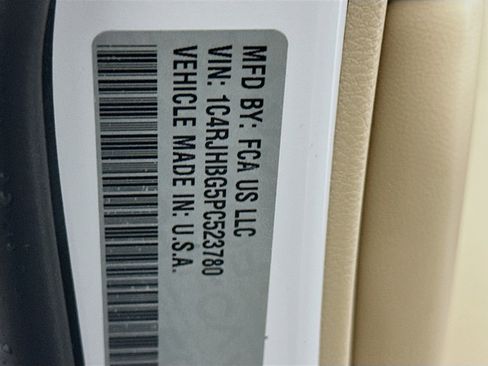 MFD BY: FCA US LLC
VIN: 1C4RJHBG5PC523780
VEHICLE MADE IN: U.S.A.